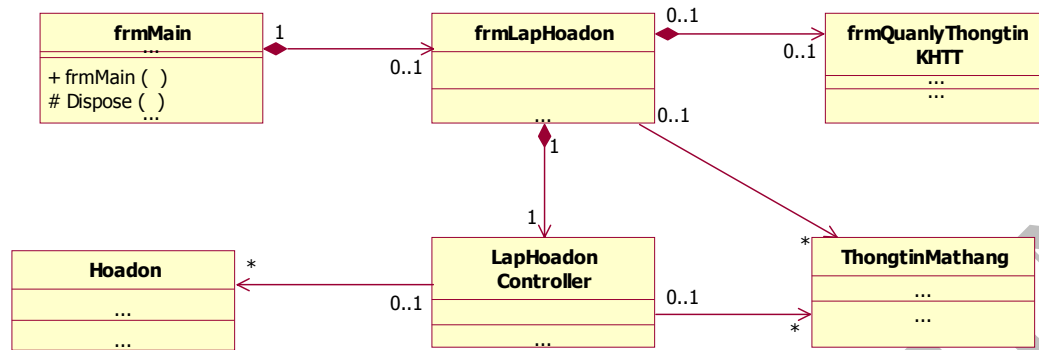 frmMain
...
+ frmMain ( )
# Dispose ( )
...
1
0..1
frmLapHoadon
...
0..1
0..1
frmQuanlyThongtin
KHTT
...
...
0..1
1
1
*
Hoadon
...
...
*
0..1
LapHoadon
Controller
...
0..1
*
ThongtinMathang
...
...